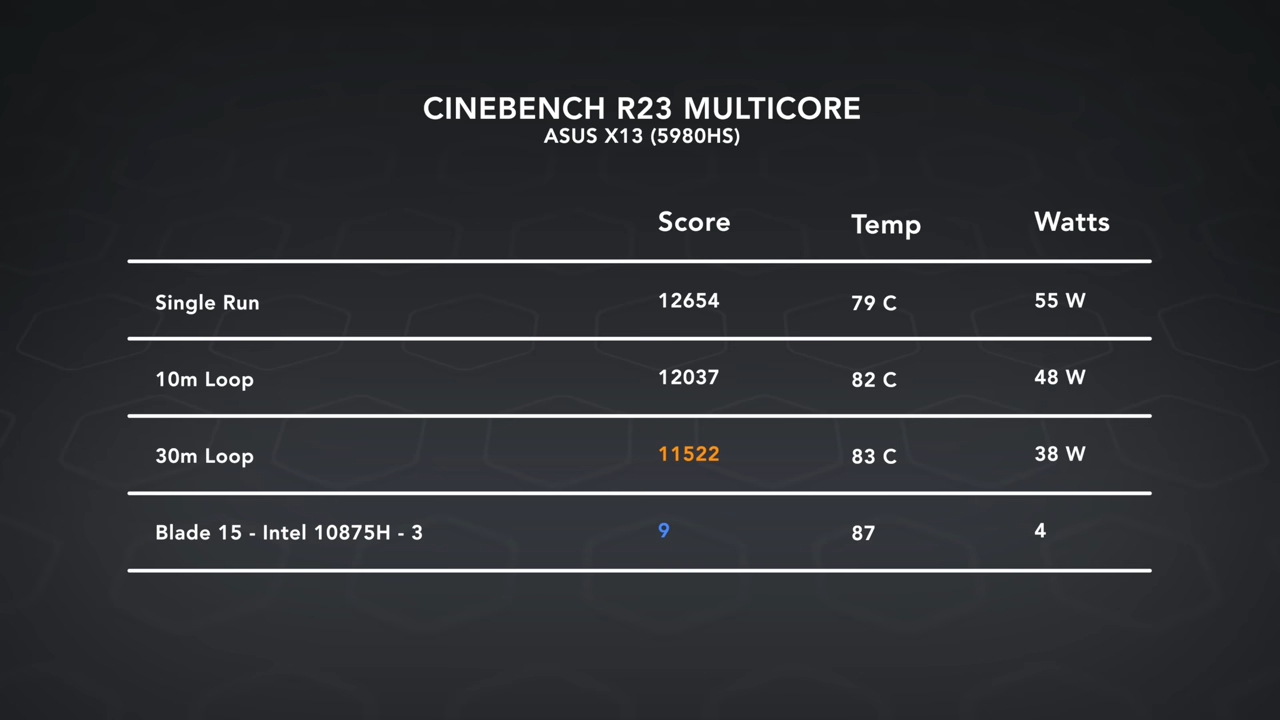 CINEBENCH R23 MULTICORE
ASUS X13 (5980HS)
Score Temp Watts
Single Run 12654 79 C 55 W
10m Loop 12037 82 C 48 W
30m Loop 11522 83 C 38 W
Blade 15 - Intel 10875H - 3 9 87 4